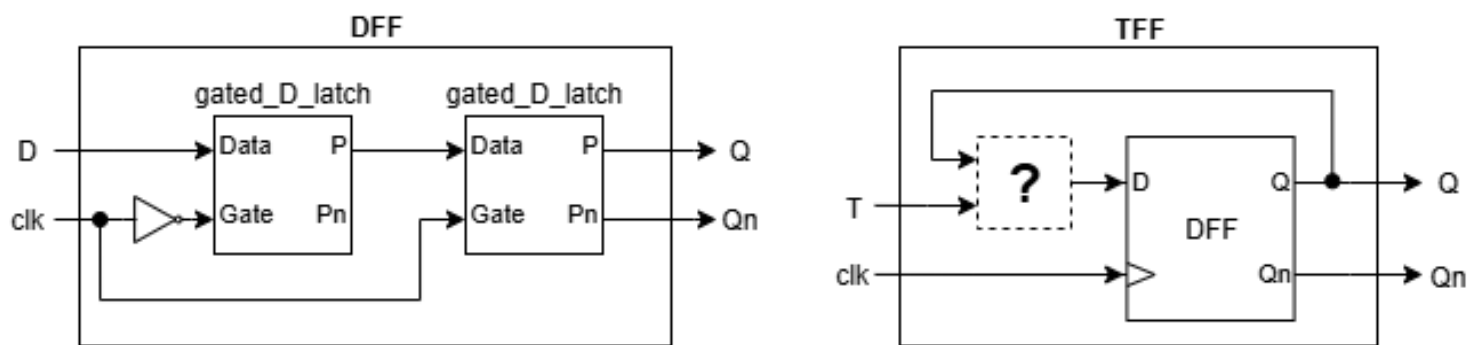 DFF
gated_D_latch gated_D_latch
D Data P Data P Q
clk Gate Pn Gate Pn Qn
TFF
?
T
clk
D Q
DFF
Qn
Q
Qn